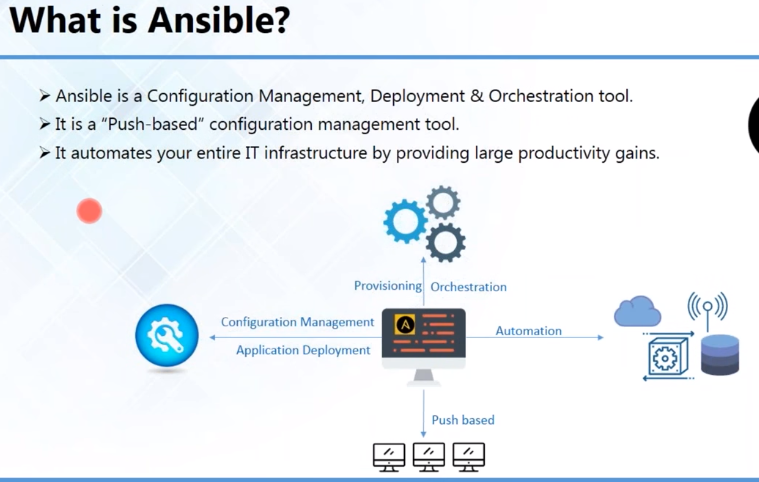 What is Ansible?
➤ Ansible is a Configuration Management, Deployment & Orchestration tool.
➤ It is a “Push-based” configuration management tool.
➤ It automates your entire IT infrastructure by providing large productivity gains.
Provisioning Orchestration
Configuration Management
Application Deployment
A
Automation
Push based